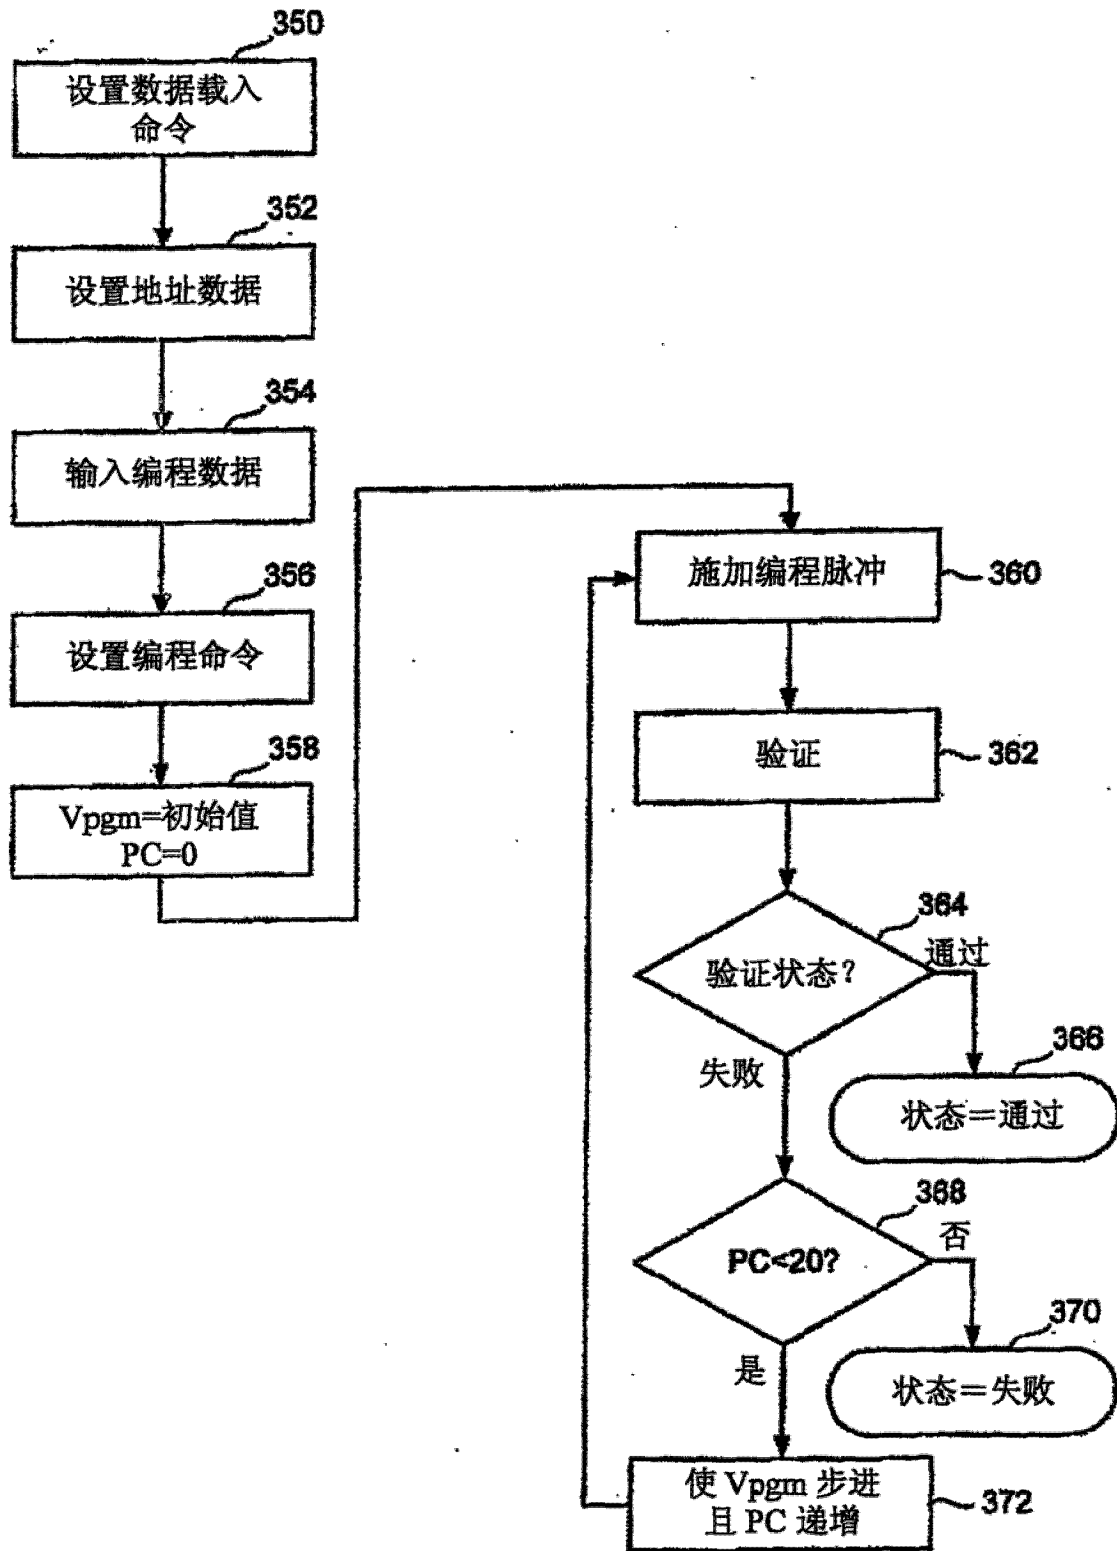 350
设置数据载入
命令
352
设置地址数据
354
输入编程数据
356
设置编程命令
358
Vpgm=初始值
PC=0
施加编程脉冲
360
验证
362
364
验证状态？
通过
失败
366
状态＝通过
368
PC<20?
否
是
370
状态＝失败
使 Vpgm 步进
且 PC 递增
372